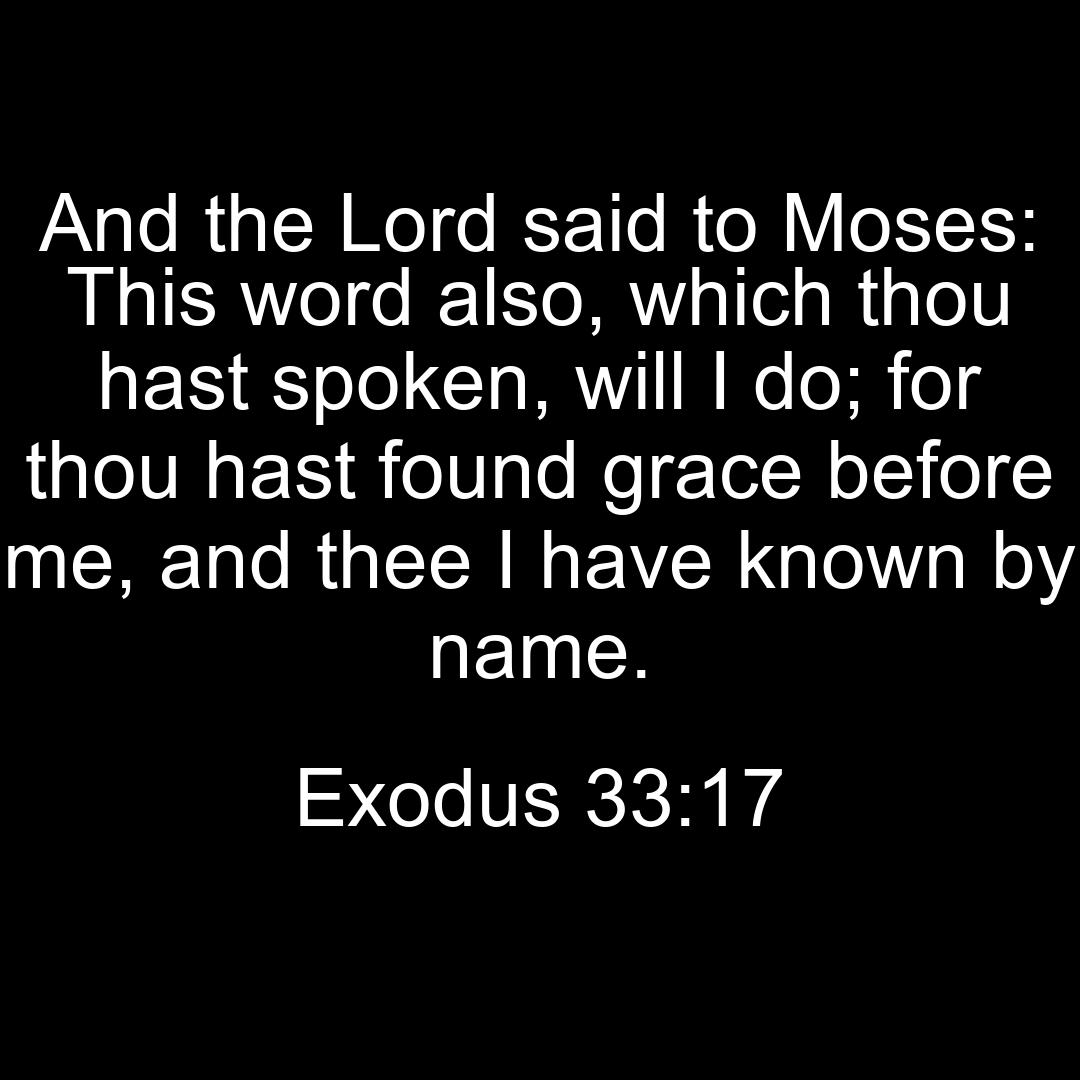 And the Lord said to Moses:
This word also, which thou
hast spoken, will I do; for
thou hast found grace before
me, and thee I have known by
name.
Exodus 33:17